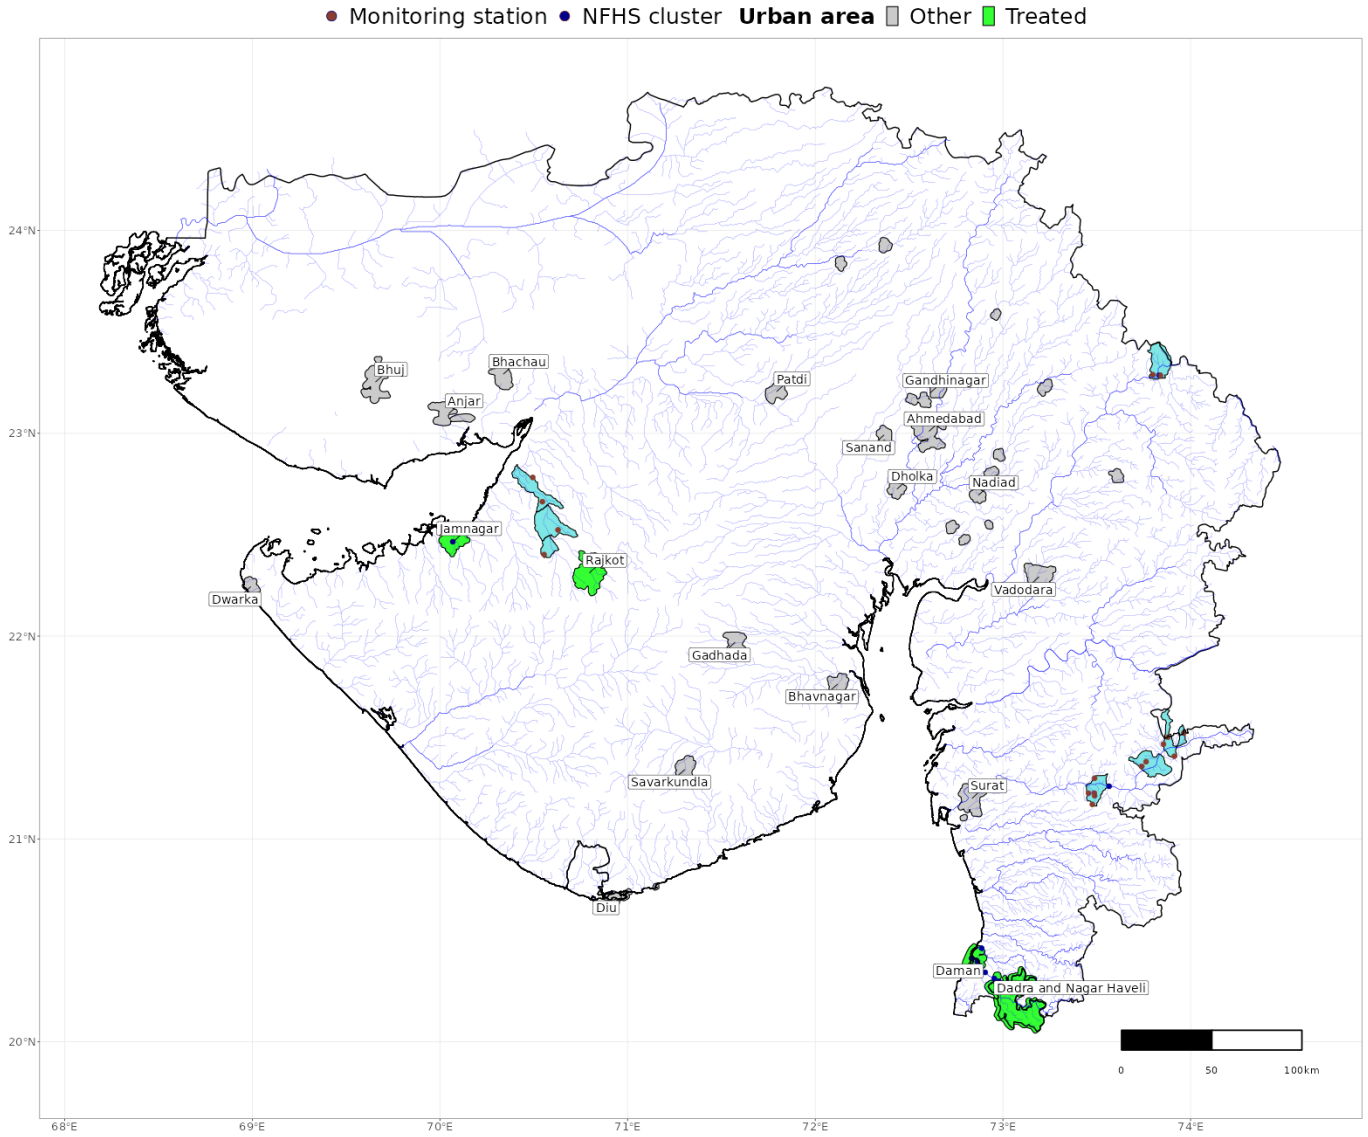 Monitoring station NFHS cluster Urban area Other Treated
24°N
23°N
22°N
21°N
20°N
Bhuj
Bhachau
Anjar
Patdi
Gandhinagar
Ahmedabad
Sanand
Dholka
Nadiad
Jamnagar
Rajkot
Dwarka
Vadodara
Gadhada
Bhavnagar
Savarkundla
Surat
Diu
Daman
Dadra and Nagar Haveli
0 50 100km
68°E 69°E 70°E 71°E 72°E 73°E 74°E